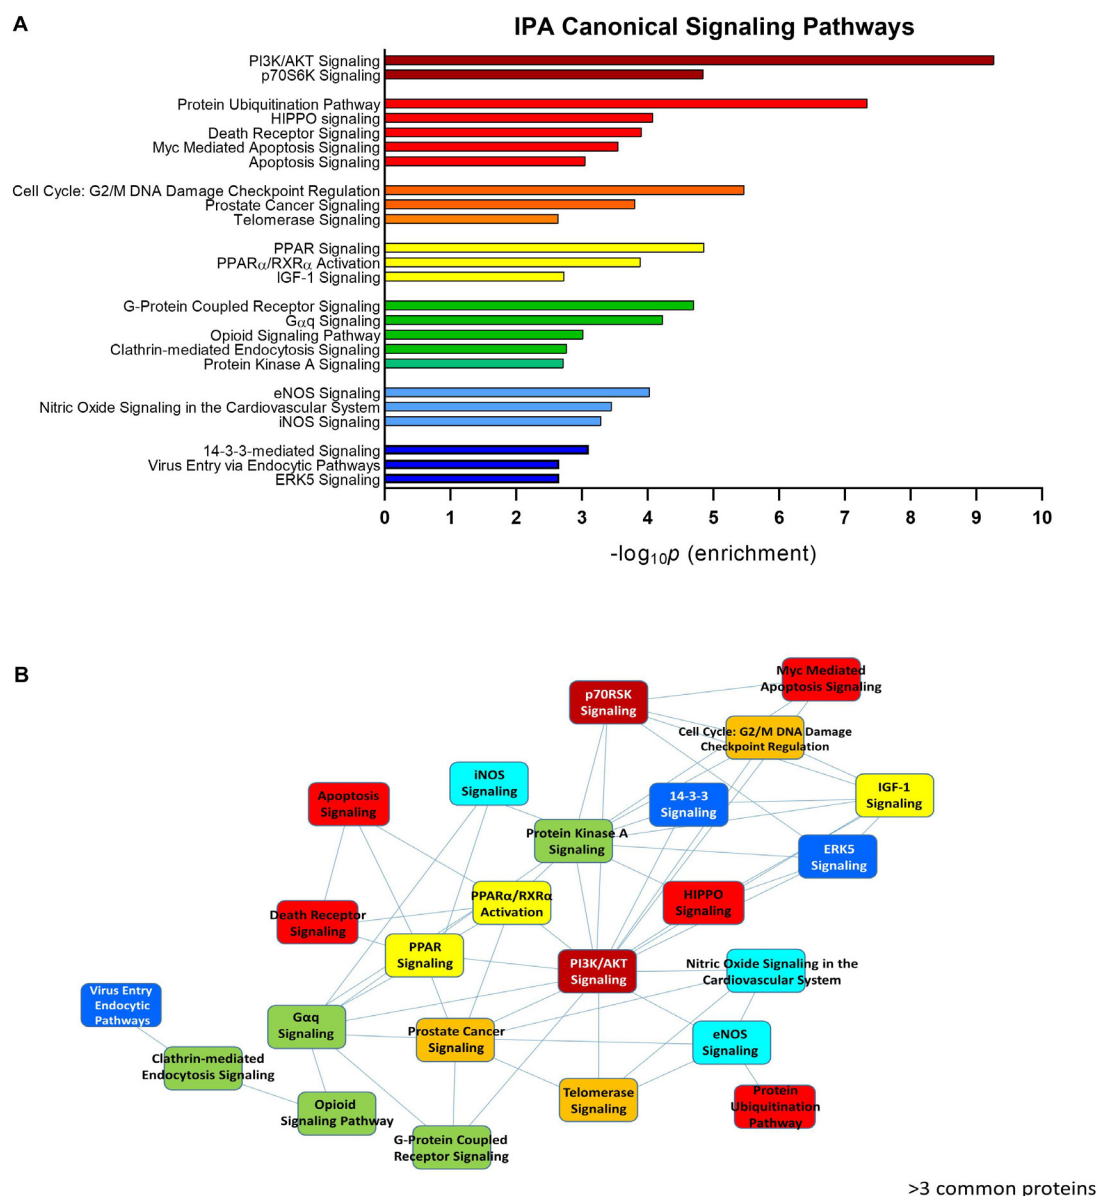 A
IPA Canonical Signaling Pathways
PI3K/AKT Signaling
p70S6K Signaling
Protein Ubiquitination Pathway
HIPPO signaling
Death Receptor Signaling
Myc Mediated Apoptosis Signaling
Apoptosis Signaling
Cell Cycle: G2/M DNA Damage Checkpoint Regulation
Prostate Cancer Signaling
Telomerase Signaling
PPAR Signaling
PPARα/RXRα Activation
IGF-1 Signaling
G-Protein Coupled Receptor Signaling
Gαq Signaling
Opioid Signaling Pathway
Clathrin-mediated Endocytosis Signaling
Protein Kinase A Signaling
eNOS Signaling
Nitric Oxide Signaling in the Cardiovascular System
iNOS Signaling
14-3-3-mediated Signaling
Virus Entry via Endocytic Pathways
ERK5 Signaling
0 1 2 3 4 5 6 7 8 9 10
-log10p (enrichment)
B
Myc Mediated
Apoptosis Signaling
p70RSK
Signaling
Cell Cycle: G2/M DNA Damage
Checkpoint Regulation
iNOS
Signaling
Apoptosis
Signaling
14-3-3
Signaling
IGF-1
Signaling
Protein Kinase A
Signaling
ERK5
Signaling
PPARα/RXRα
Activation
HIPPO
Signaling
Death Receptor
Signaling
PPAR
Signaling
PI3K/AKT
Signaling
Nitric Oxide Signaling in the
Cardiovascular System
Virus Entry
Endocytic
Pathways
Gαq
Signaling
Prostate Cancer
Signaling
eNOS
Signaling
Clathrin-mediated
Endocytosis Signaling
Telomerase
Signaling
Protein
Ubiquitination
Pathway
Opioid
Signaling Pathway
G-Protein Coupled
Receptor Signaling
>3 common proteins